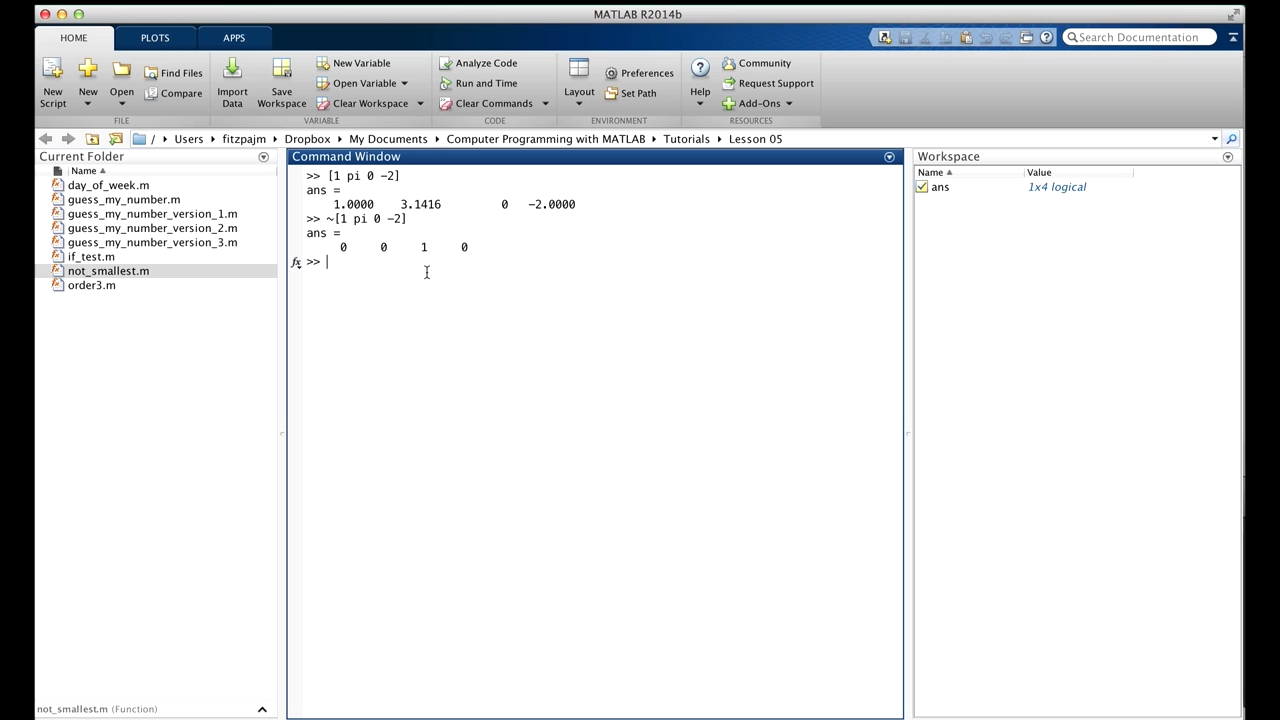 MATLAB R2014b
HOME PLOTS APPS
Search Documentation
New Script
New
Open
Find Files
Compare
FILE
Import Data
Save Workspace
New Variable
Open Variable
Clear Workspace
VARIABLE
Analyze Code
Run and Time
Clear Commands
CODE
Layout
Preferences
Set Path
ENVIRONMENT
Help
Community
Request Support
Add-Ons
RESOURCES
/ Users fitzpajm Dropbox My Documents Computer Programming with MATLAB Tutorials Lesson 05
Current Folder
Name
day_of_week.m
guess_my_number.m
guess_my_number_version_1.m
guess_my_number_version_2.m
guess_my_number_version_3.m
if_test.m
not_smallest.m
order3.m
not_smallest.m (Function)
Command Window
>> [1 pi 0 -2]
ans =
1.0000 3.1416 0 -2.0000
>> ~[1 pi 0 -2]
ans =
0 0 1 0
fx >>
Workspace
Name Value
ans 1x4 logical